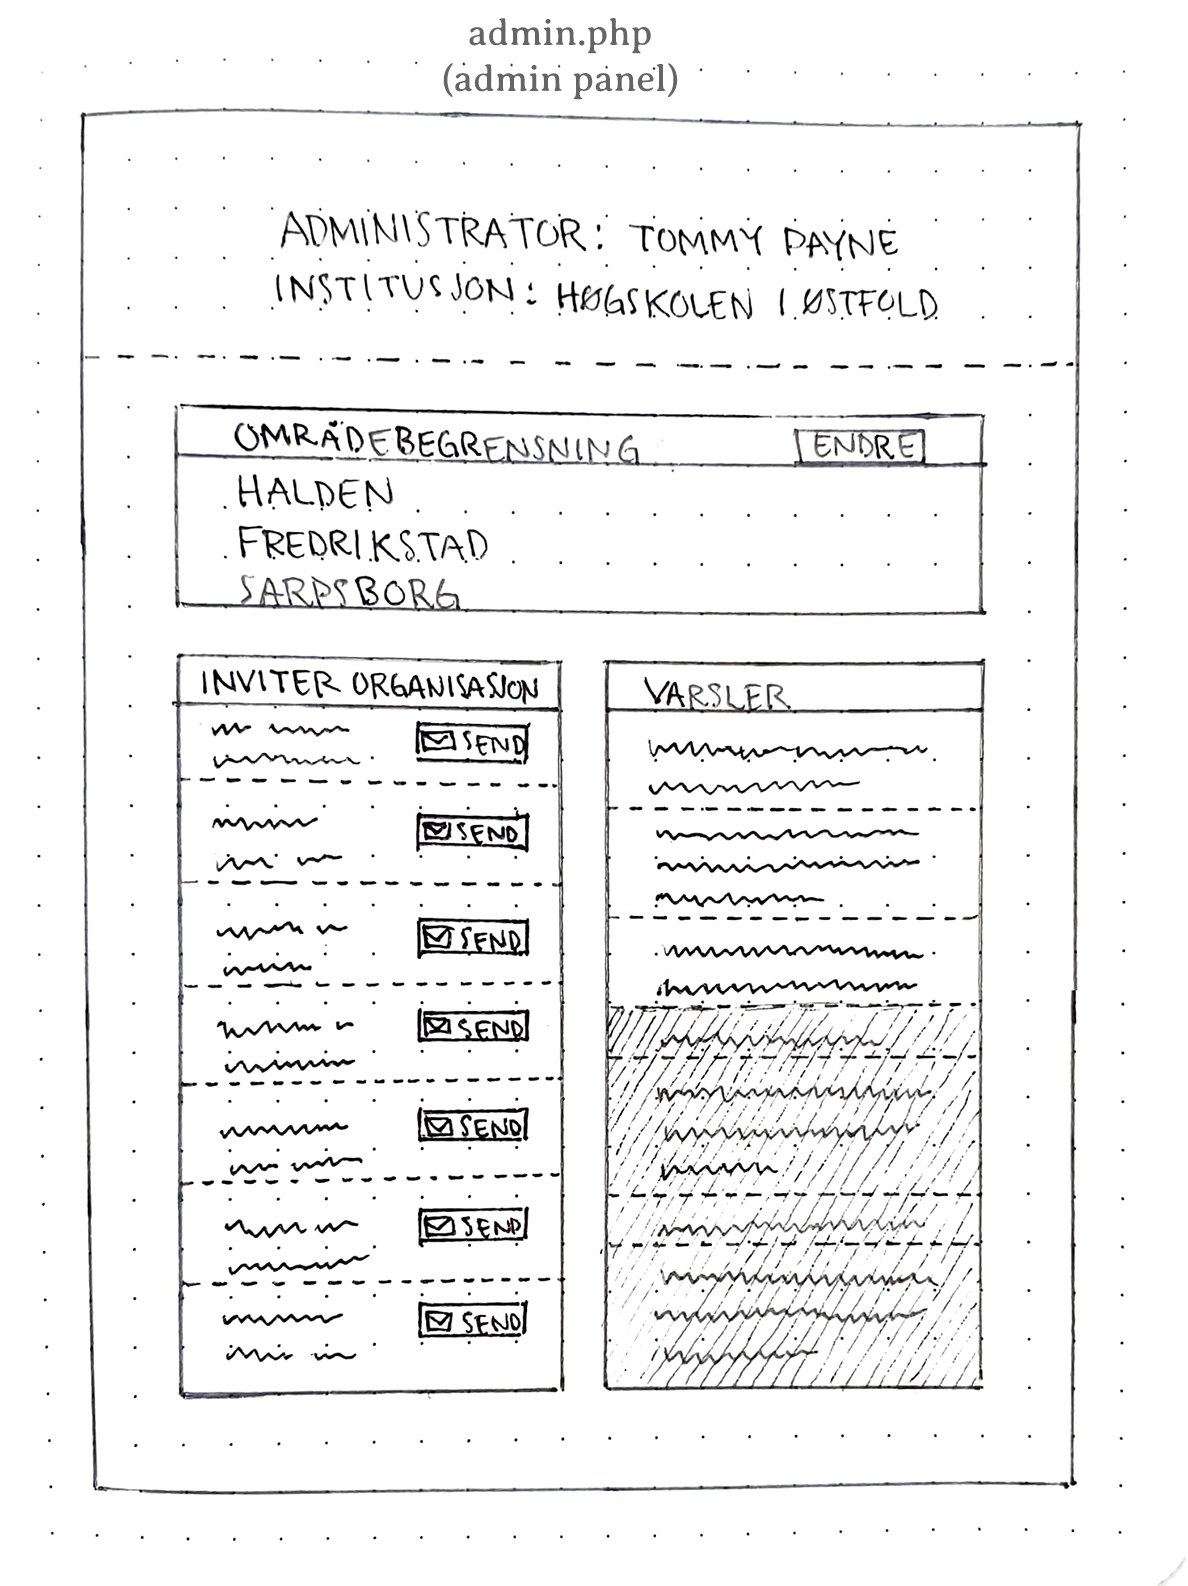 admin.php
(admin panel)
ADMINISTRATOR: TOMMY PAYNE
INSTITUSJON: HØGSKOLEN I ØSTFOLD
OMRÅDEBEGRENSNING
ENDRE
HALDEN
FREDRIKSTAD
SARPSBORG
INVITER ORGANISASJON
SEND
SEND
SEND
SEND
SEND
SEND
SEND
VARSLER